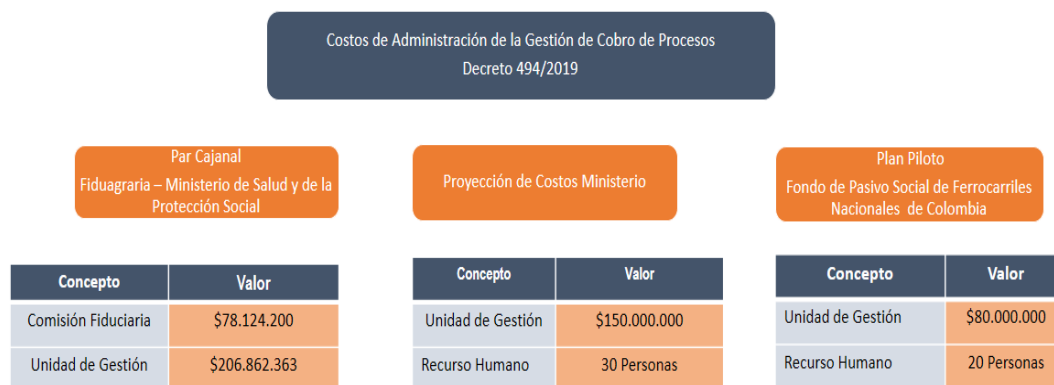 Costos de Administración de la Gestión de Cobro de Procesos
Decreto 494/2019
Par Cajanal
Fiduagraria – Ministerio de Salud y de la
Protección Social
Concepto Valor
Comisión Fiduciaria $78.124.200
Unidad de Gestión $206.862.363
Proyección de Costos Ministerio
Concepto Valor
Unidad de Gestión $150.000.000
Recurso Humano 30 Personas
Plan Piloto
Fondo de Pasivo Social de Ferrocarriles
Nacionales de Colombia
Concepto Valor
Unidad de Gestión $80.000.000
Recurso Humano 20 Personas